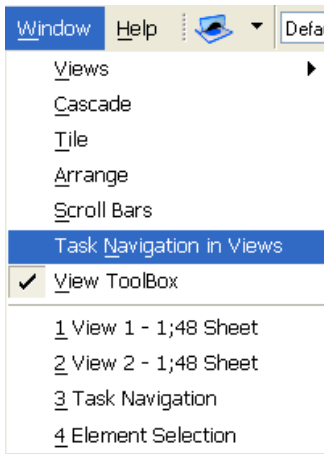 Window Help Defa
Views
Cascade
Tile
Arrange
Scroll Bars
Task Navigation in Views
View ToolBox
1 View 1 - 1;48 Sheet
2 View 2 - 1;48 Sheet
3 Task Navigation
4 Element Selection